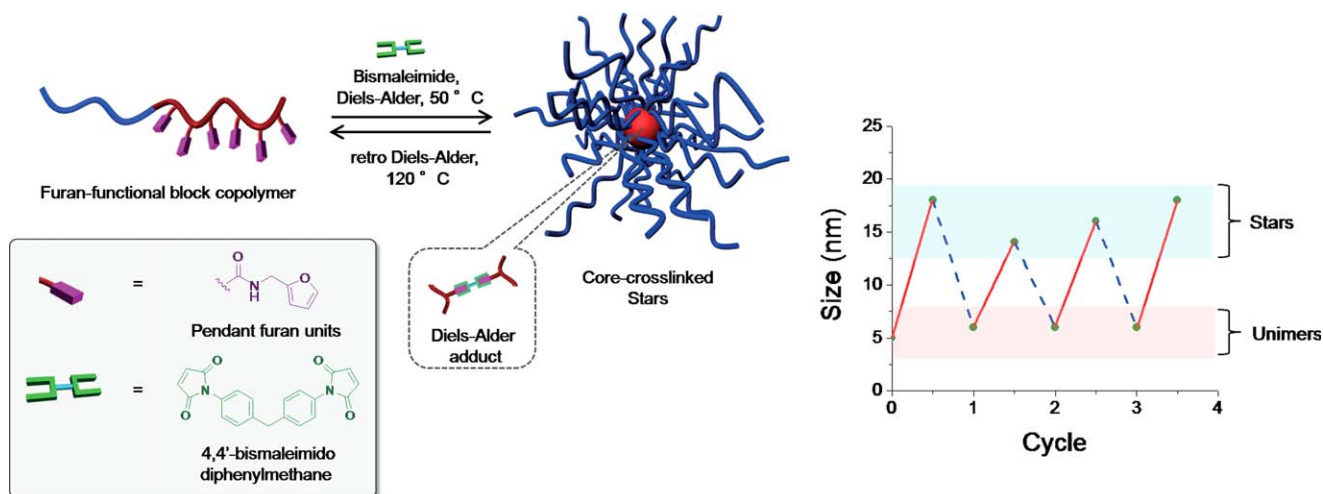 Bismaleimide,
Diels-Alder, 50 ° C
retro Diels-Alder,
120 ° C
Furan-functional block copolymer
=
O
N
H
O
Pendant furan units
=
O
N
O
O
N
O
4,4'-bismaleimido
diphenylmethane
Diels-Alder
adduct
Core-crosslinked
Stars
Size (nm)
25
20
15
10
5
0
0 1 2 3 4
Cycle
Stars
Unimers